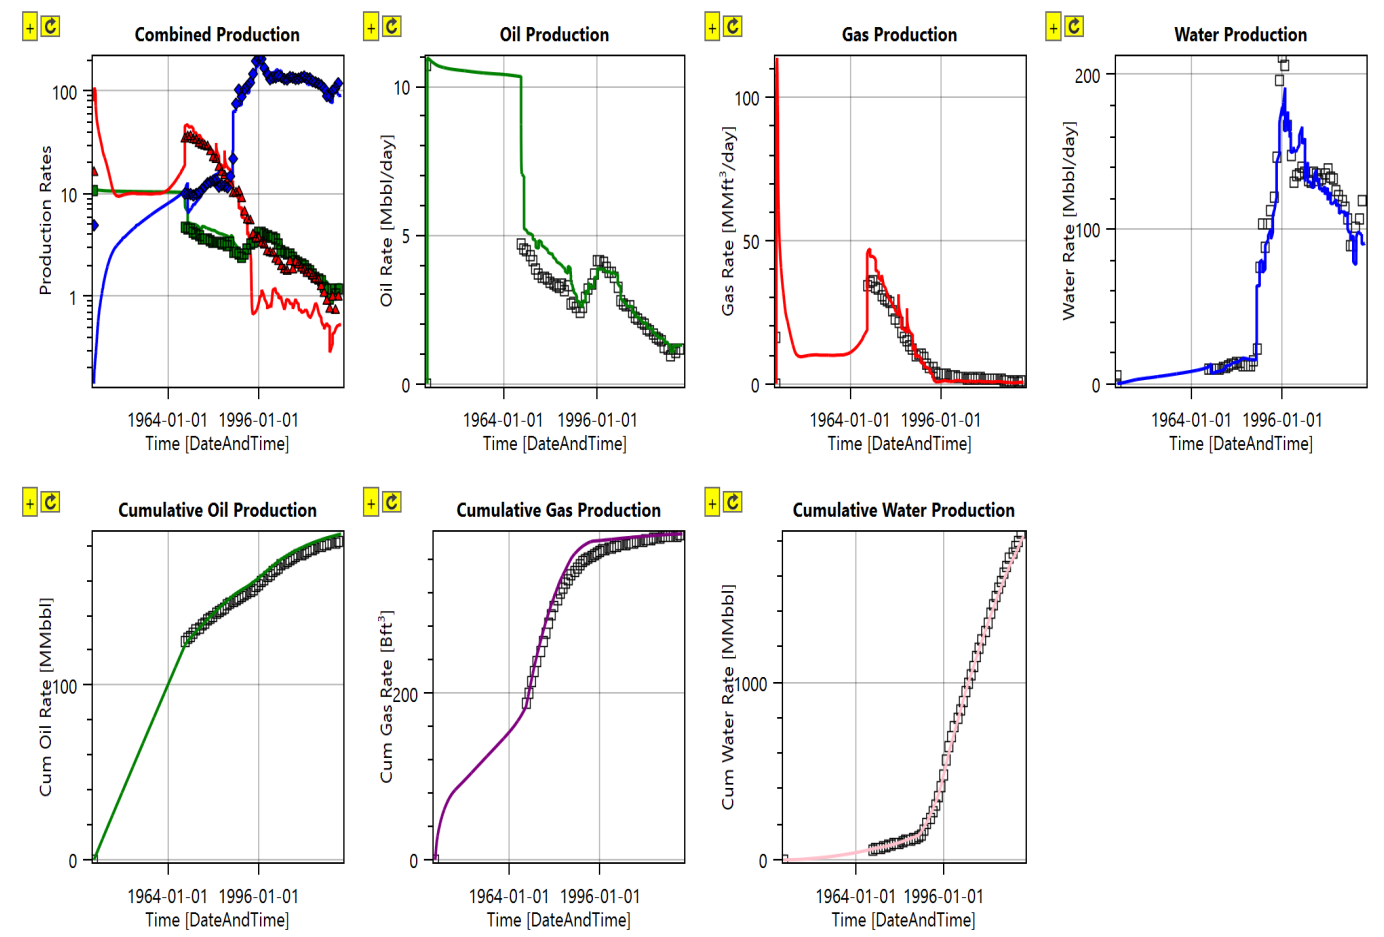 +
+
+
+
Combined Production
Oil Production
Gas Production
Water Production
Production Rates
100
10
1
1964-01-01 1996-01-01
Time [DateAndTime]
Oil Rate [Mbbl/day]
10
5
0
1964-01-01 1996-01-01
Time [DateAndTime]
Gas Rate [MMft³/day]
100
50
0
1964-01-01 1996-01-01
Time [DateAndTime]
Water Rate [Mbbl/day]
200
100
0
1964-01-01 1996-01-01
Time [DateAndTime]
+
+
+
Cumulative Oil Production
Cumulative Gas Production
Cumulative Water Production
Cum Oil Rate [MMbbl]
100
0
1964-01-01 1996-01-01
Time [DateAndTime]
Cum Gas Rate [Bft³]
200
0
1964-01-01 1996-01-01
Time [DateAndTime]
Cum Water Rate [MMbbl]
1000
0
1964-01-01 1996-01-01
Time [DateAndTime]